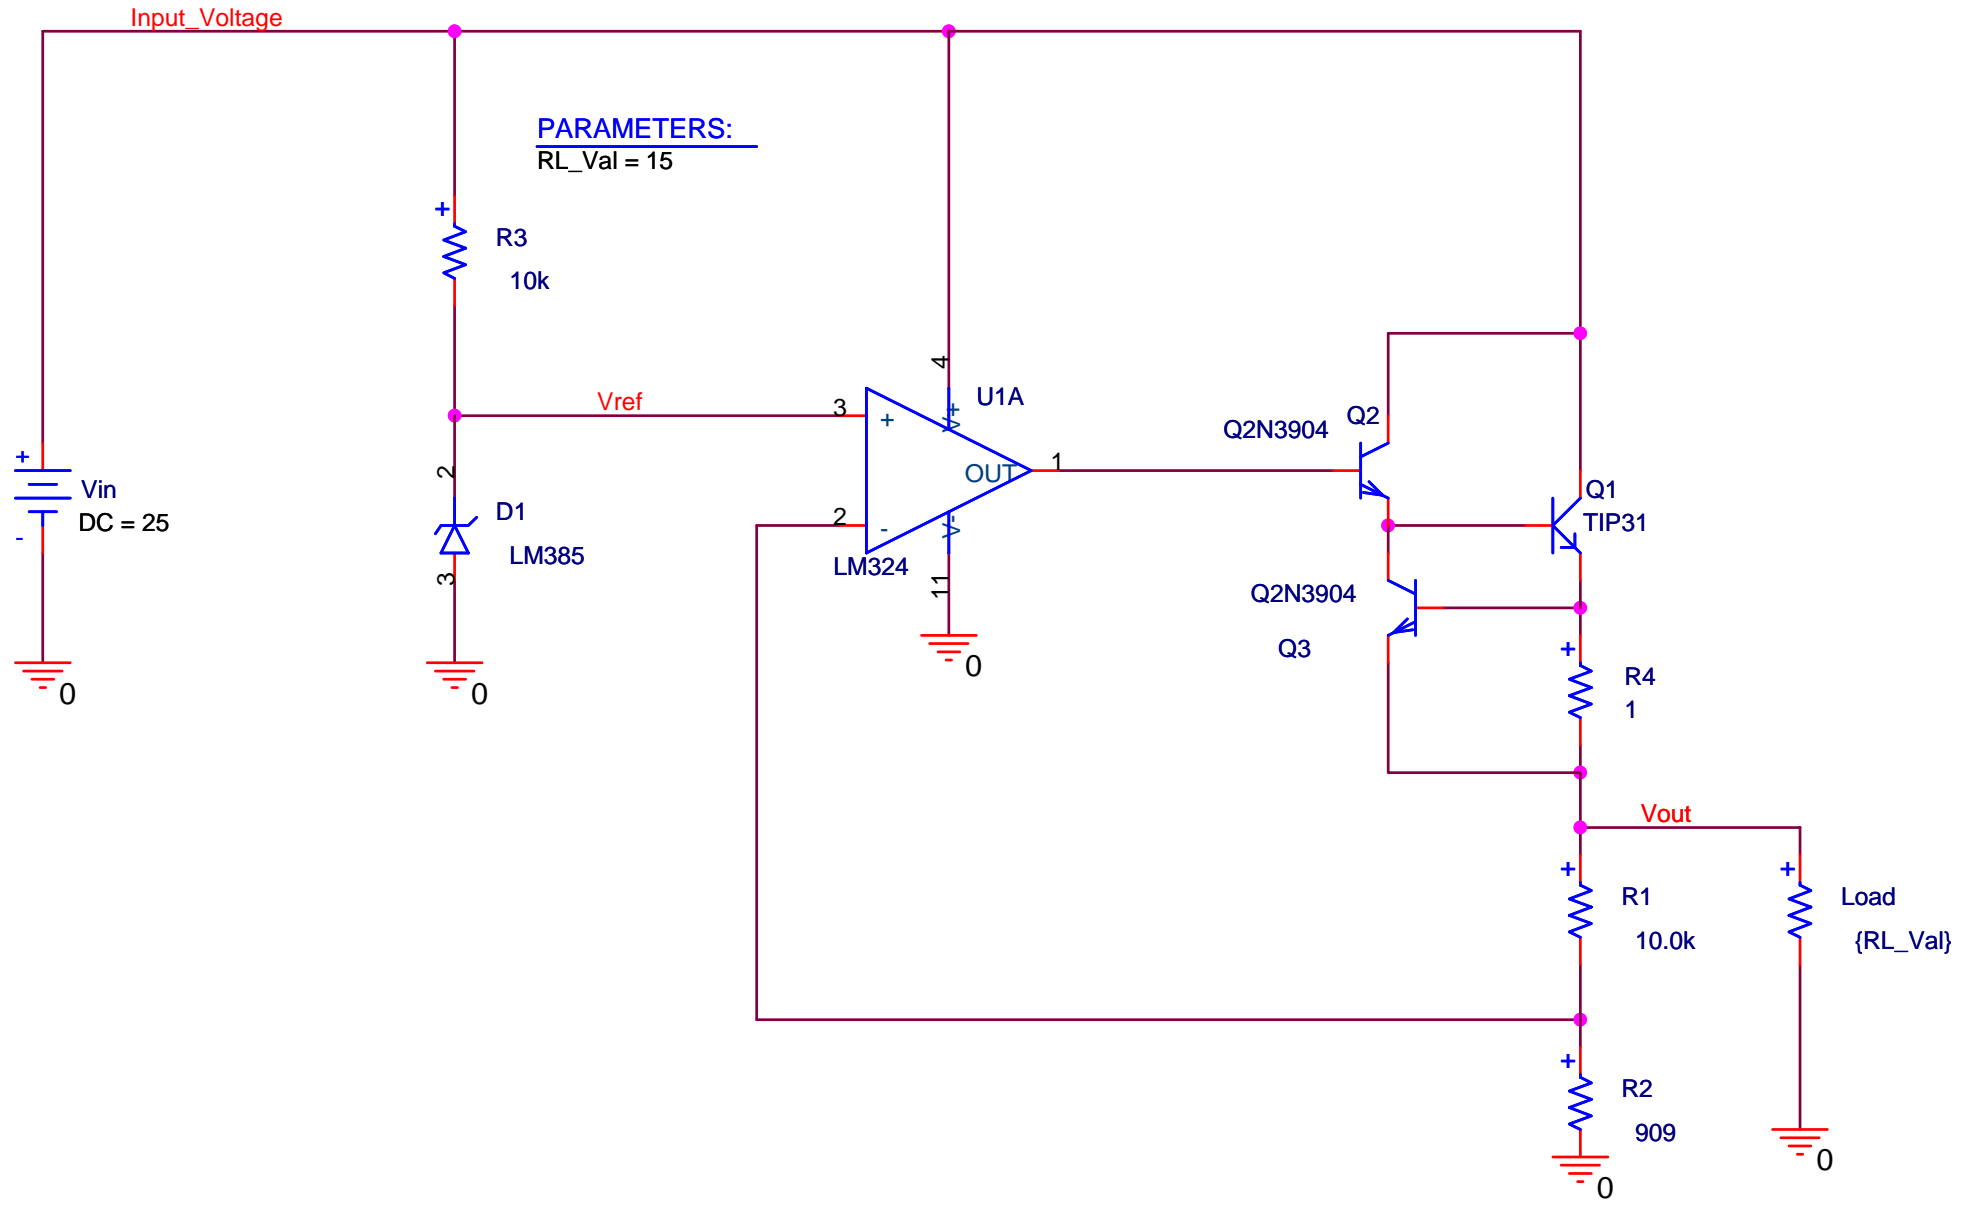 Input_Voltage
PARAMETERS:
RL_Val = 15
+
R3
10k
4
Vref
3
+
V+
U1A
Q2
Q2N3904
+
Vin
DC = 25
-
2
D1
LM385
3
OUT
1
2
-
V-
LM324
11
Q1
TIP31
Q2N3904
Q3
+
R4
1
0
0
0
Vout
+
R1
10.0k
+
Load
{RL_Val}
+
R2
909
0
0